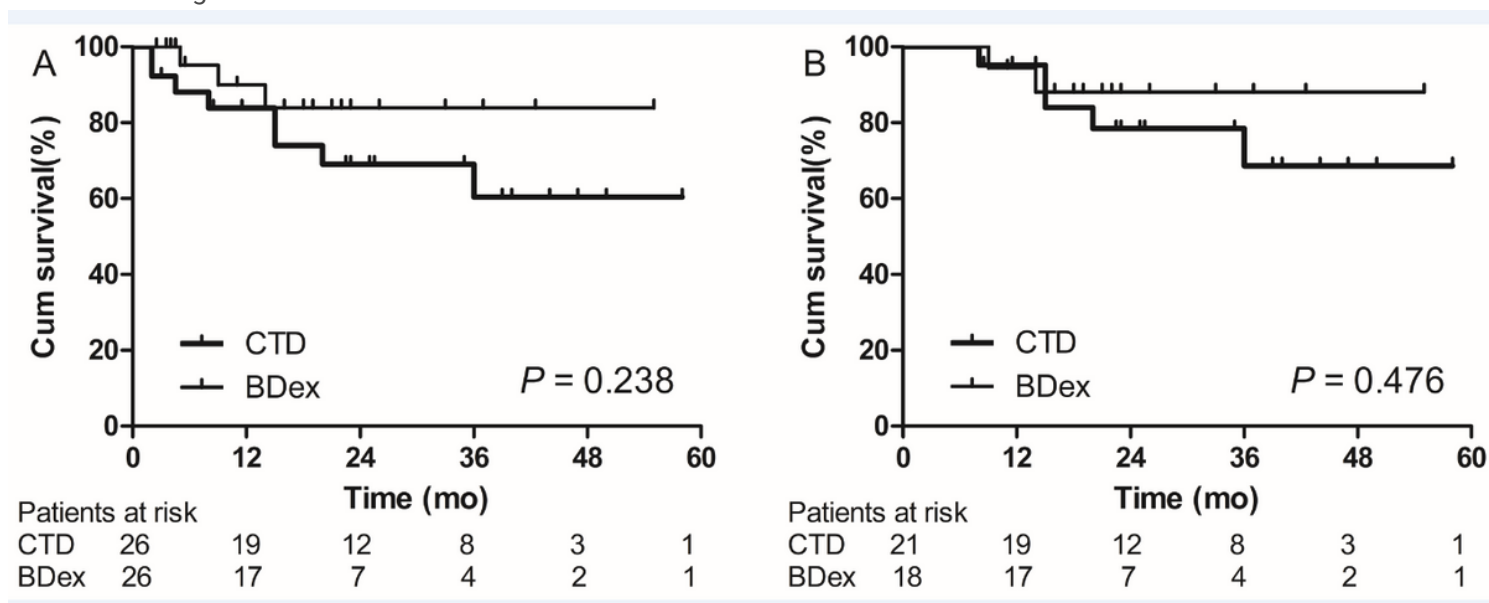 A
Cum survival(%)
100
80
60
40
20
0
CTD
BDex
P = 0.238
0 12 24 36 48 60
Time (mo)
Patients at risk
CTD 26 19 12 8 3 1
BDex 26 17 7 4 2 1
B
Cum survival(%)
100
80
60
40
20
0
CTD
BDex
P = 0.476
0 12 24 36 48 60
Time (mo)
Patients at risk
CTD 21 19 12 8 3 1
BDex 18 17 7 4 2 1